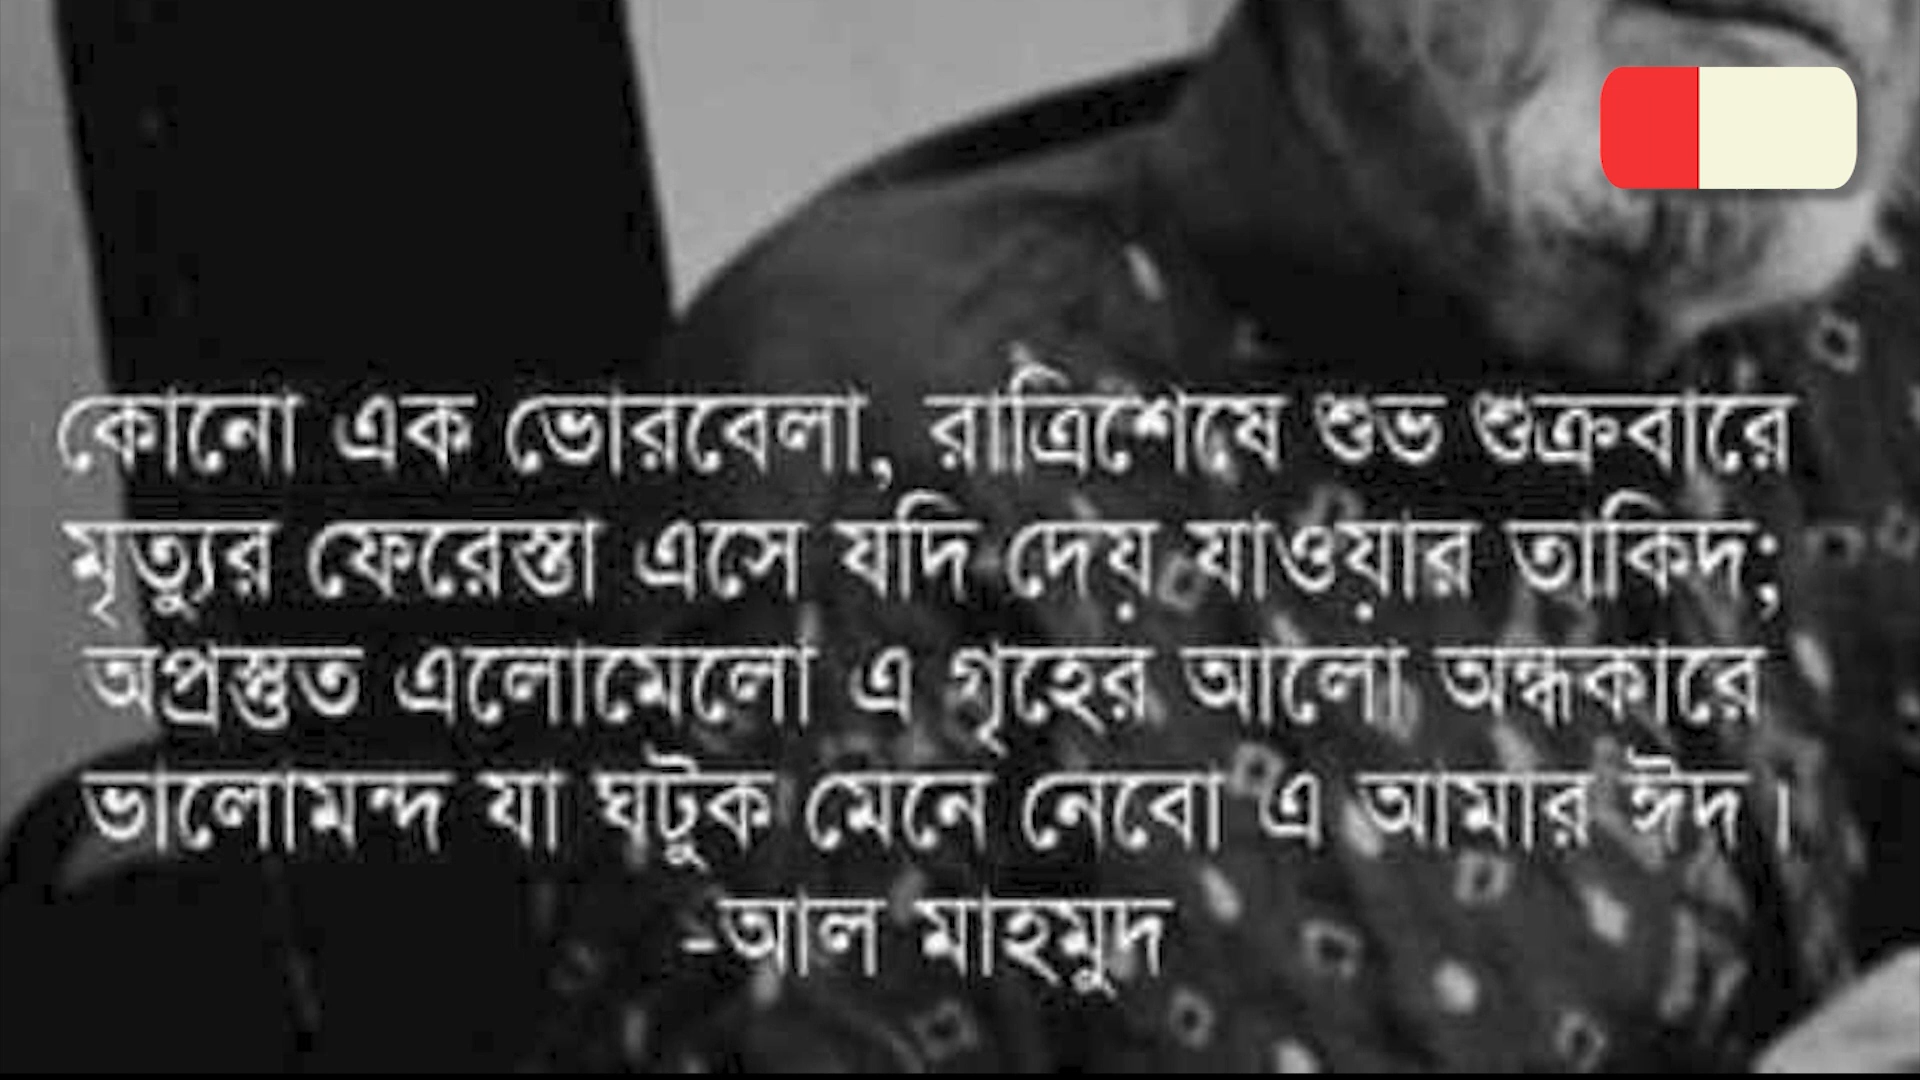 কোনো এক ভোরবেলা, রাত্রিশেষে শুভ শুক্রবারে
মৃত্যুর ফেরেস্তা এসে যদি দেয় যাওয়ার তাকিদ;
অপ্রস্তুত এলোমেলো এ গৃহের আলো অন্ধকারে
ভালোমন্দ যা ঘটুক মেনে নেবো এ আমার ঈদ।
-আল মাহমুদ